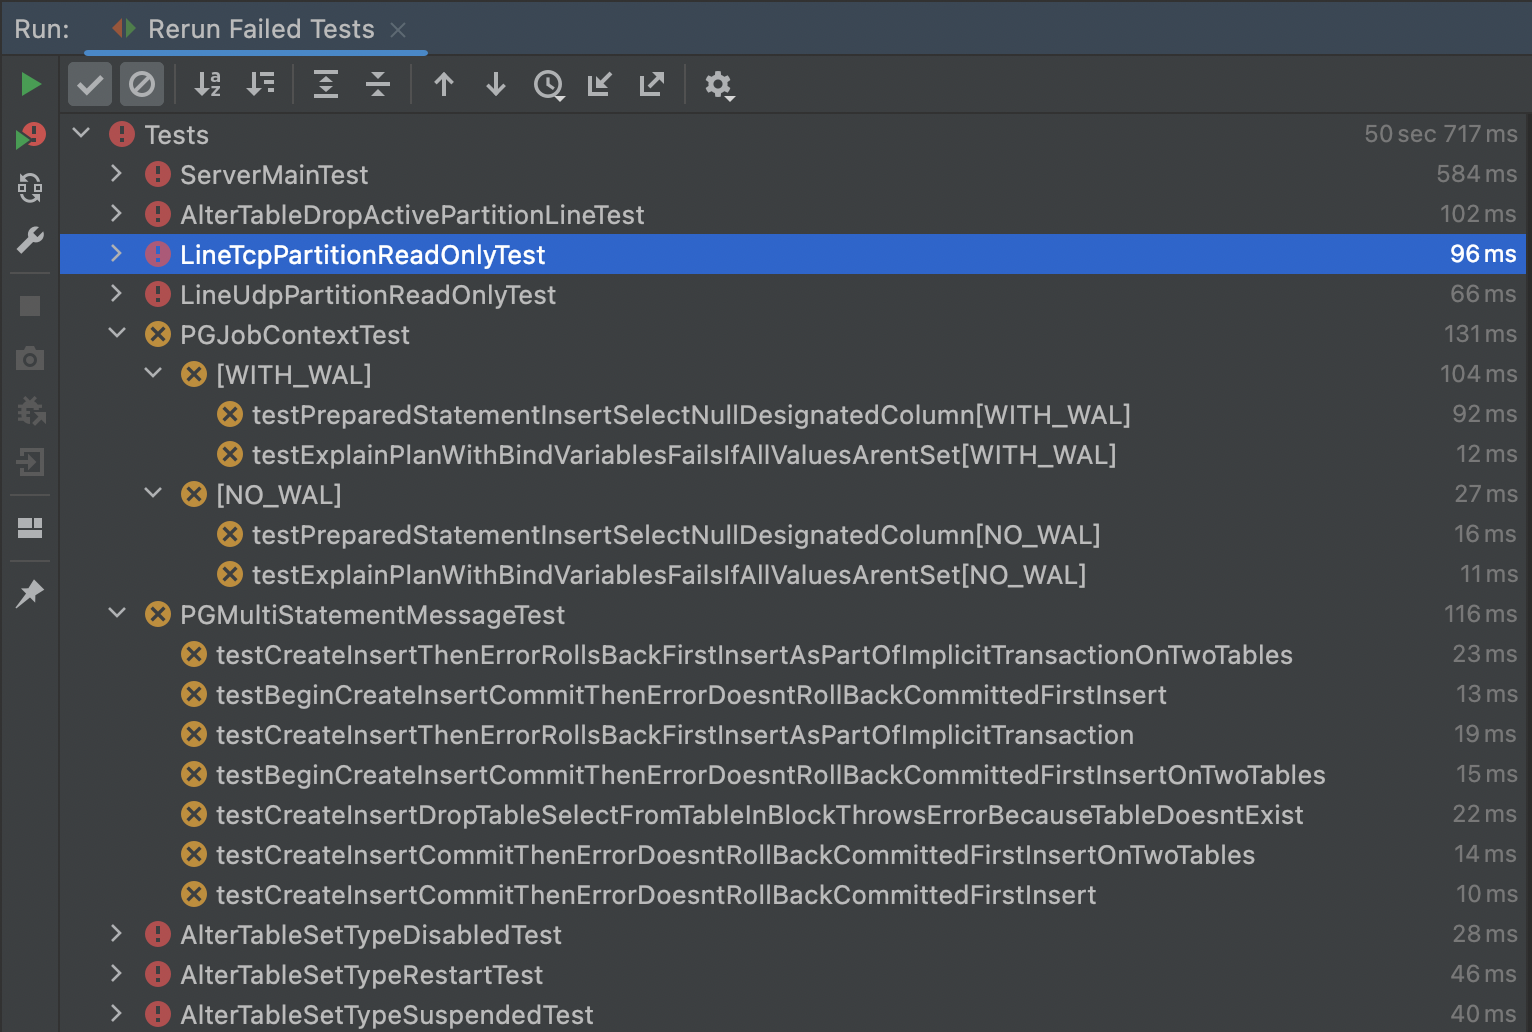 Run: Rerun Failed Tests
Tests 50 sec 717 ms
ServerMainTest 584 ms
AlterTableDropActivePartitionLineTest 102 ms
LineTcpPartitionReadOnlyTest 96 ms
LineUdpPartitionReadOnlyTest 66 ms
PGJobContextTest 131 ms
[WITH_WAL] 104 ms
testPreparedStatementInsertSelectNullDesignatedColumn[WITH_WAL] 92 ms
testExplainPlanWithBindVariablesFailsIfAllValuesArentSet[WITH_WAL] 12 ms
[NO_WAL] 27 ms
testPreparedStatementInsertSelectNullDesignatedColumn[NO_WAL] 16 ms
testExplainPlanWithBindVariablesFailsIfAllValuesArentSet[NO_WAL] 11 ms
PGMultiStatementMessageTest 116 ms
testCreateInsertThenErrorRollsBackFirstInsertAsPartOfImplicitTransactionOnTwoTables 23 ms
testBeginCreateInsertCommitThenErrorDoesntRollBackCommittedFirstInsert 13 ms
testCreateInsertThenErrorRollsBackFirstInsertAsPartOfImplicitTransaction 19 ms
testBeginCreateInsertCommitThenErrorDoesntRollBackCommittedFirstInsertOnTwoTables 15 ms
testCreateInsertDropTableSelectFromTableInBlockThrowsErrorBecauseTableDoesntExist 22 ms
testCreateInsertCommitThenErrorDoesntRollBackCommittedFirstInsertOnTwoTables 14 ms
testCreateInsertCommitThenErrorDoesntRollBackCommittedFirstInsert 10 ms
AlterTableSetTypeDisabledTest 28 ms
AlterTableSetTypeRestartTest 46 ms
AlterTableSetTypeSuspendedTest 40 ms